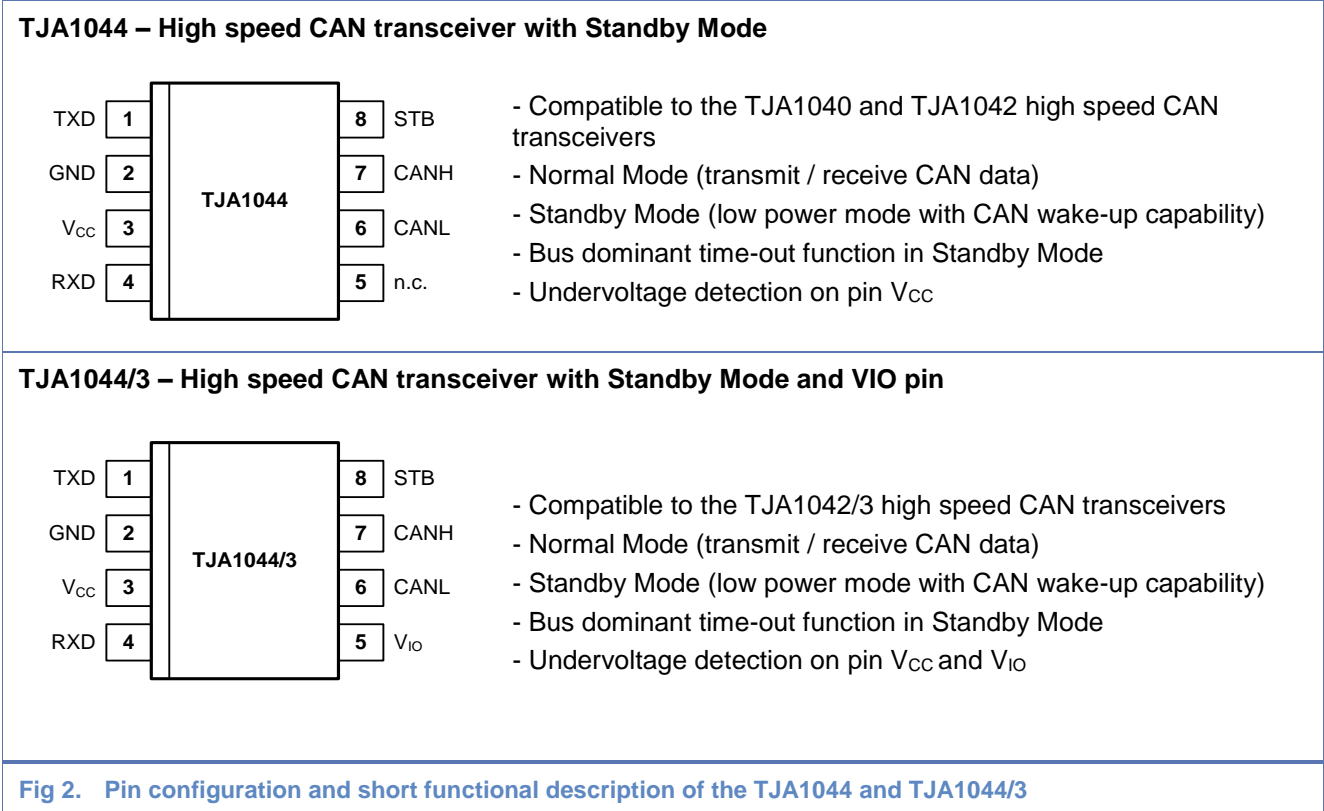 TJA1044 – High speed CAN transceiver with Standby Mode
TXD 1
GND 2
VCC 3
RXD 4
TJA1044
8 STB
7 CANH
6 CANL
5 n.c.
- Compatible to the TJA1040 and TJA1042 high speed CAN
transceivers
- Normal Mode (transmit / receive CAN data)
- Standby Mode (low power mode with CAN wake-up capability)
- Bus dominant time-out function in Standby Mode
- Undervoltage detection on pin VCC
TJA1044/3 – High speed CAN transceiver with Standby Mode and VIO pin
TXD 1
GND 2
VCC 3
RXD 4
TJA1044/3
8 STB
7 CANH
6 CANL
5 VIO
- Compatible to the TJA1042/3 high speed CAN transceivers
- Normal Mode (transmit / receive CAN data)
- Standby Mode (low power mode with CAN wake-up capability)
- Bus dominant time-out function in Standby Mode
- Undervoltage detection on pin VCC and VIO
Fig 2. Pin configuration and short functional description of the TJA1044 and TJA1044/3